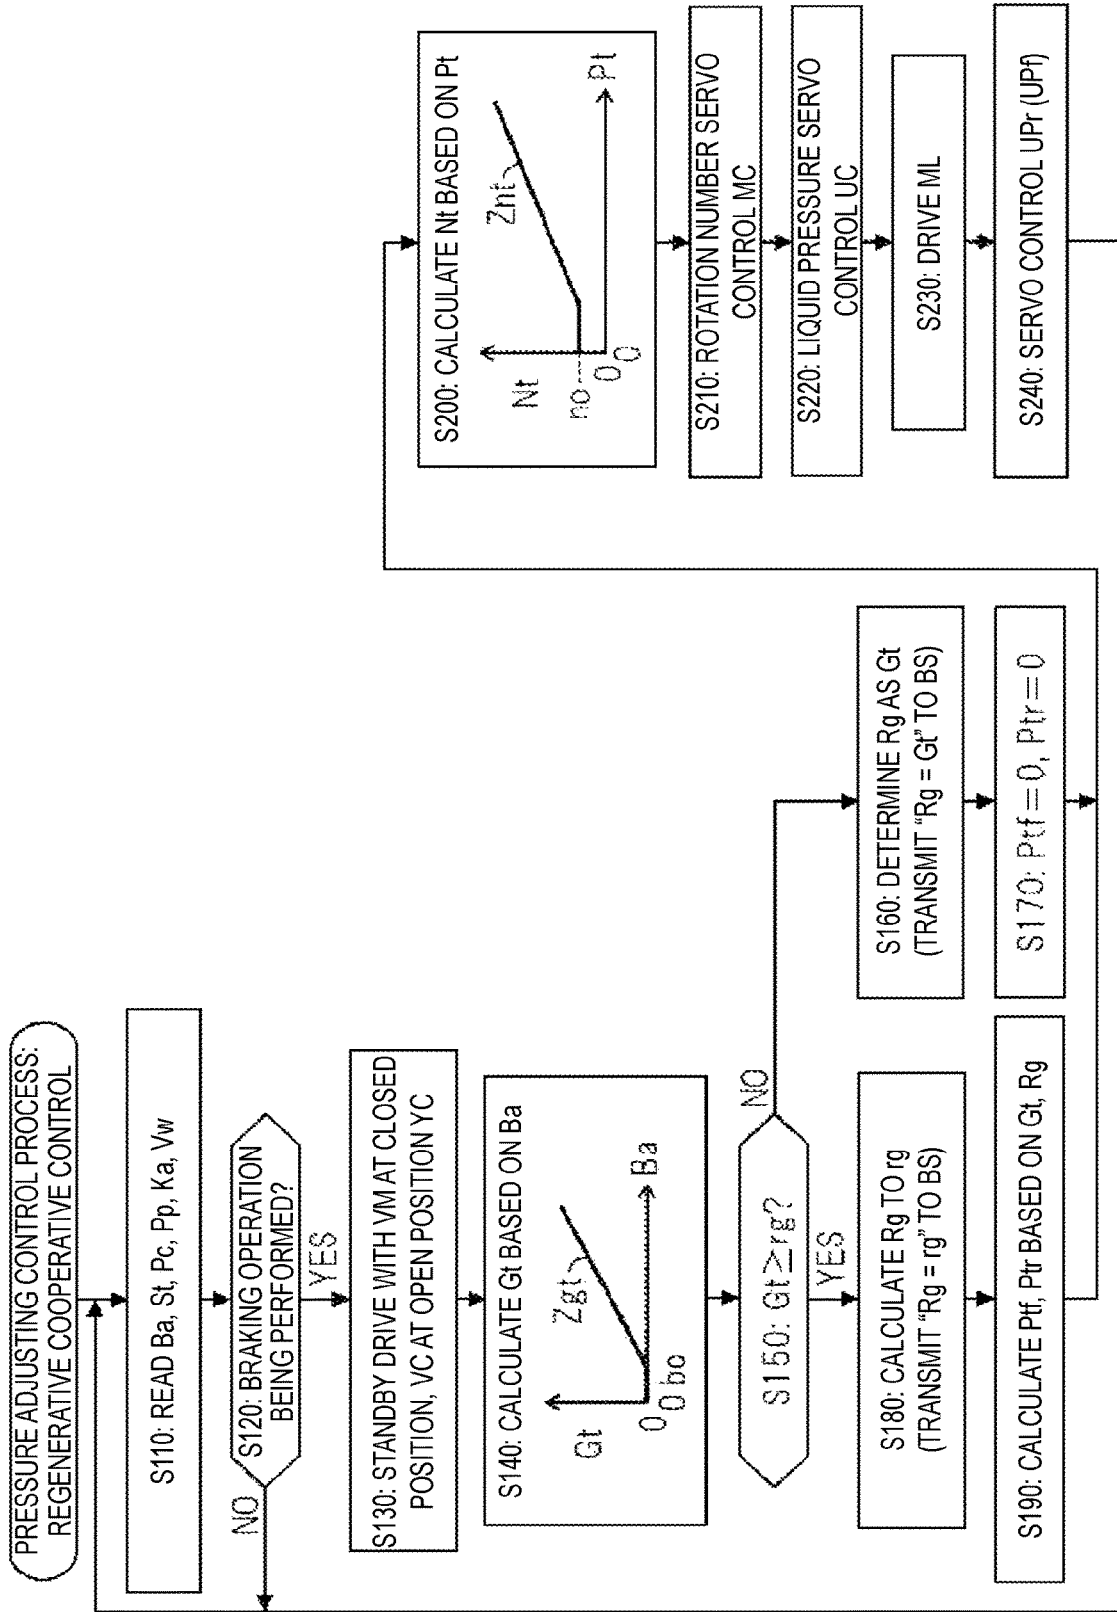 PRESSURE ADJUSTING CONTROL PROCESS:
REGENERATIVE COOPERATIVE CONTROL
S110: READ Ba, St, Pc, Pp, Ka, Vw
S120: BRAKING OPERATION
BEING PERFORMED?
NO
YES
S130: STANDBY DRIVE WITH VM AT CLOSED
POSITION, VC AT OPEN POSITION YC
S140: CALCULATE Gt BASED ON Ba
Gt
Zgt
Ba
0
0 bo
S150: Gt≥rg?
NO
YES
S160: DETERMINE Rg AS Gt
(TRANSMIT “Rg = Gt” TO BS)
S170: Ptf=0, Ptr=0
S180: CALCULATE Rg TO rg
(TRANSMIT “Rg = rg” TO BS)
S190: CALCULATE Ptf, Ptr BASED ON Gt, Rg
S200: CALCULATE Nt BASED ON Pt
Nt
Znt
Pt
no
0
0
S210: ROTATION NUMBER SERVO
CONTROL MC
S220: LIQUID PRESSURE SERVO
CONTROL UC
S230: DRIVE ML
S240: SERVO CONTROL UPr (UPf)